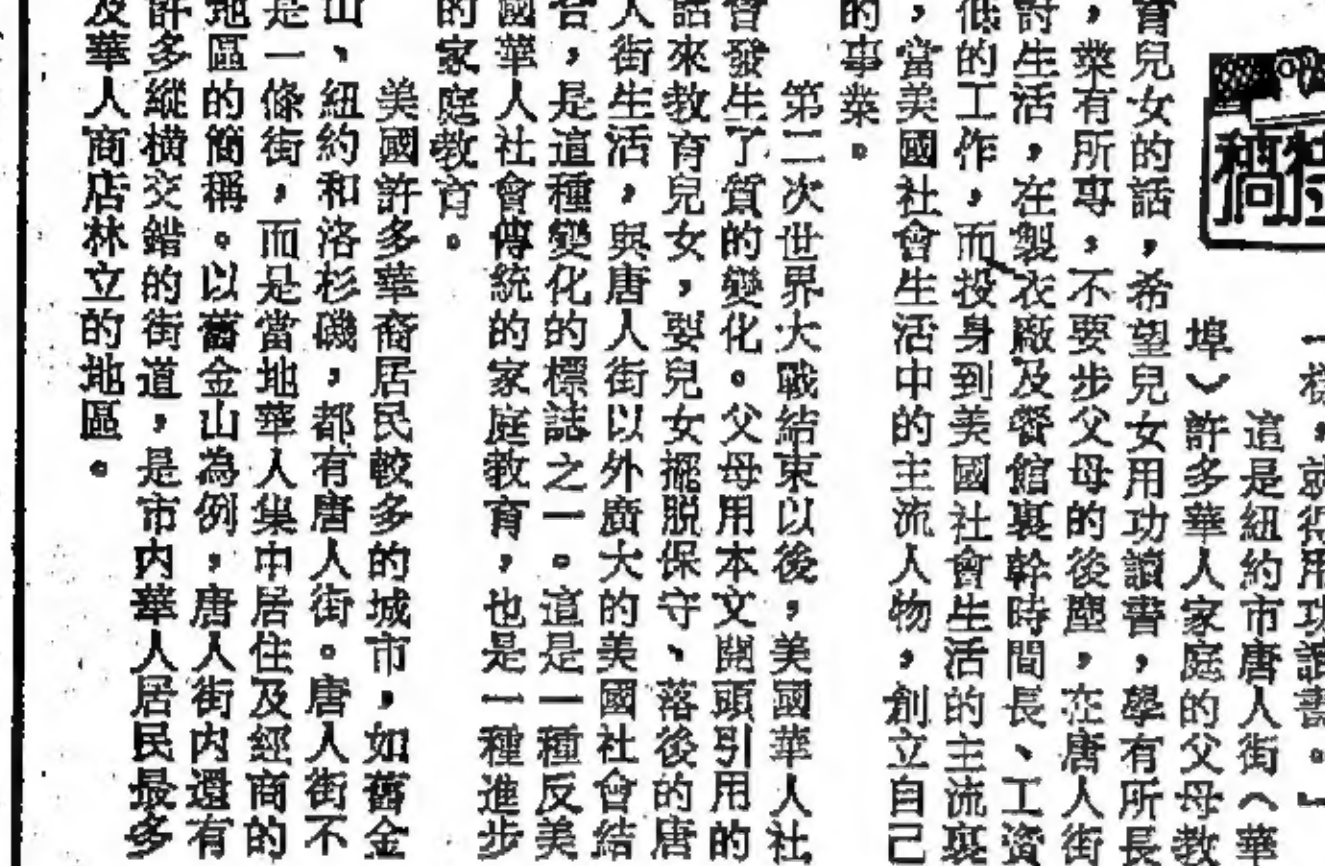 特稿
一樣，就得用功讀書。」
這是紐約市唐人街（華
埠）許多華人家庭的父母教
育兒女的話，希望兒女用功讀書，學有所長
，業有所專，不要步父母的後塵，在唐人街
討生活，在製衣廠及餐館裏幹時間長、工資
低的工作，而投身到美國社會生活的主流裏
，當美國社會生活中的主流人物，創立自己
的事業。
第二次世界大戰結束以後，美國華人社
會發生了質的變化。父母用本文開頭引用的
話來教育兒女，要兒女擺脱保守、落後的唐
人街生活，與唐人街以外廣大的美國社會結
合，是這種變化的標誌之一。這是一種反美
國華人社會傳統的家庭教育，也是一種進步
的家庭教育。
美國許多華裔居民較多的城市，如舊金
山、紐約和洛杉磯，都有唐人街。唐人街不
是一條街，而是當地華人集中居住及經商的
地區的簡稱。以舊金山為例，唐人街内還有
許多縱橫交錯的街道，是市内華人居民最多
及華人商店林立的地區。